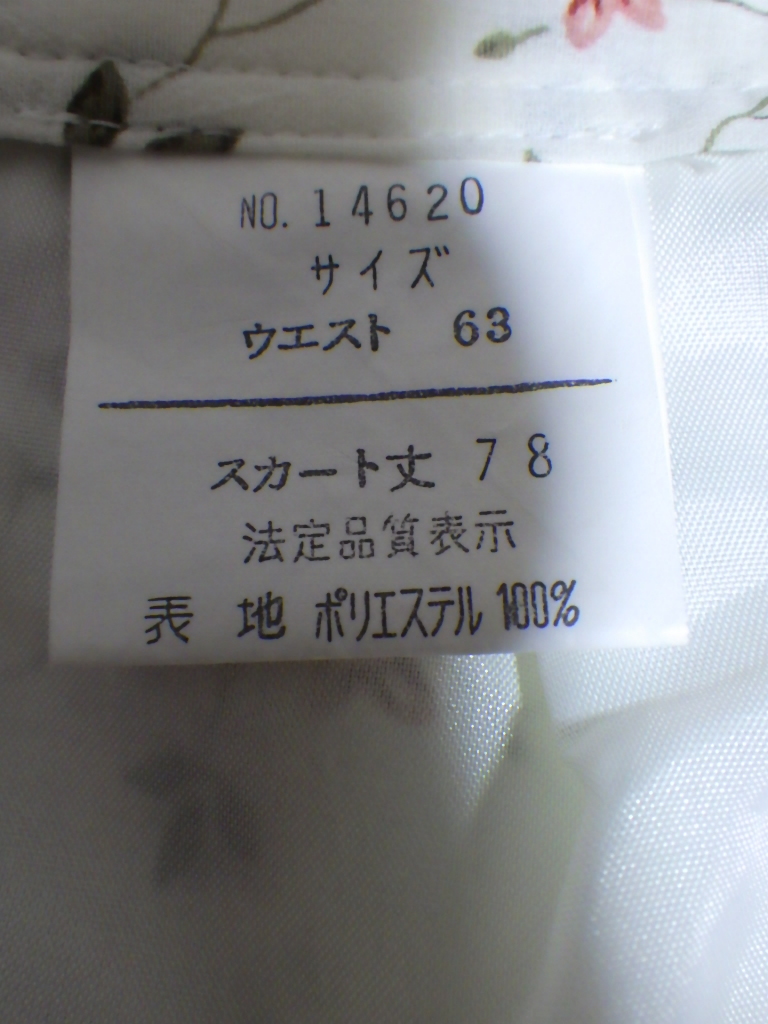 NO. 14620
サイズ
ウエスト 63
スカート丈 78
法定品質表示
表 地 ポリエステル 100%